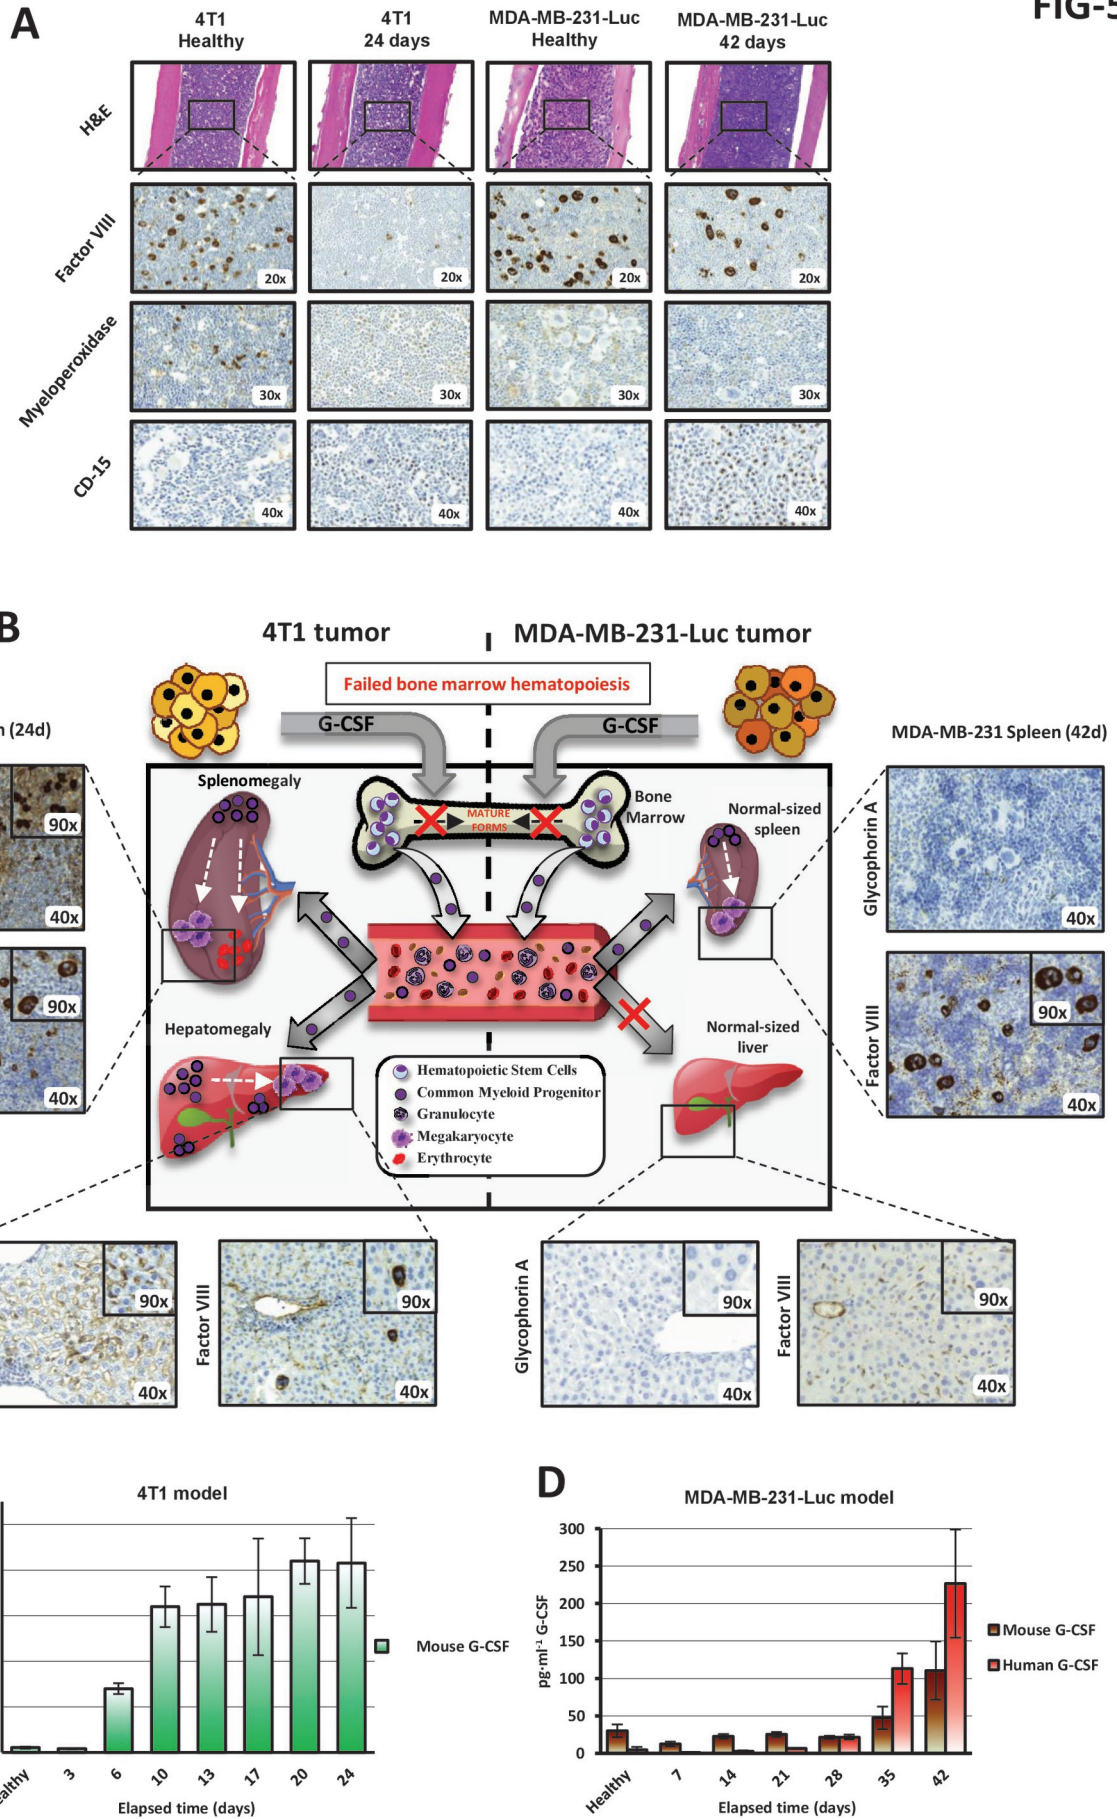 FIG-5
A
4T1
Healthy
4T1
24 days
MDA-MB-231-Luc
Healthy
MDA-MB-231-Luc
42 days
H&E
Factor VIII
20x
20x
20x
20x
Myeloperoxidase
30x
30x
30x
30x
CD-15
40x
40x
40x
40x
B
4T1 tumor
MDA-MB-231-Luc tumor
Failed bone marrow hematopoiesis
G-CSF
G-CSF
n (24d)
MDA-MB-231 Spleen (42d)
Splenomegaly
Bone
Marrow
MATURE
FORMS
Normal-sized
spleen
90x
40x
90x
40x
Glycophorin A
40x
Factor VIII
90x
40x
Hepatomegaly
Normal-sized
liver
Hematopoietic Stem Cells
Common Myeloid Progenitor
Granulocyte
Megakaryocyte
Erythrocyte
90x
40x
Factor VIII
90x
40x
Glycophorin A
90x
40x
Factor VIII
90x
40x
4T1 model
Mouse G-CSF
ealthy
3
6
10
13
17
20
24
Elapsed time (days)
D
MDA-MB-231-Luc model
pg·ml⁻¹ G-CSF
300
250
200
150
100
50
0
Mouse G-CSF
Human G-CSF
Healthy
7
14
21
28
35
42
Elapsed time (days)